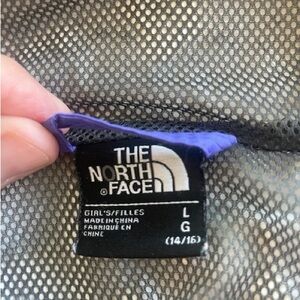 THE
NORTH
FACE
GIRL'S/FILLES
MADE IN CHINA
FABRIQUÉ EN
CHINE
L
G
(14/16)